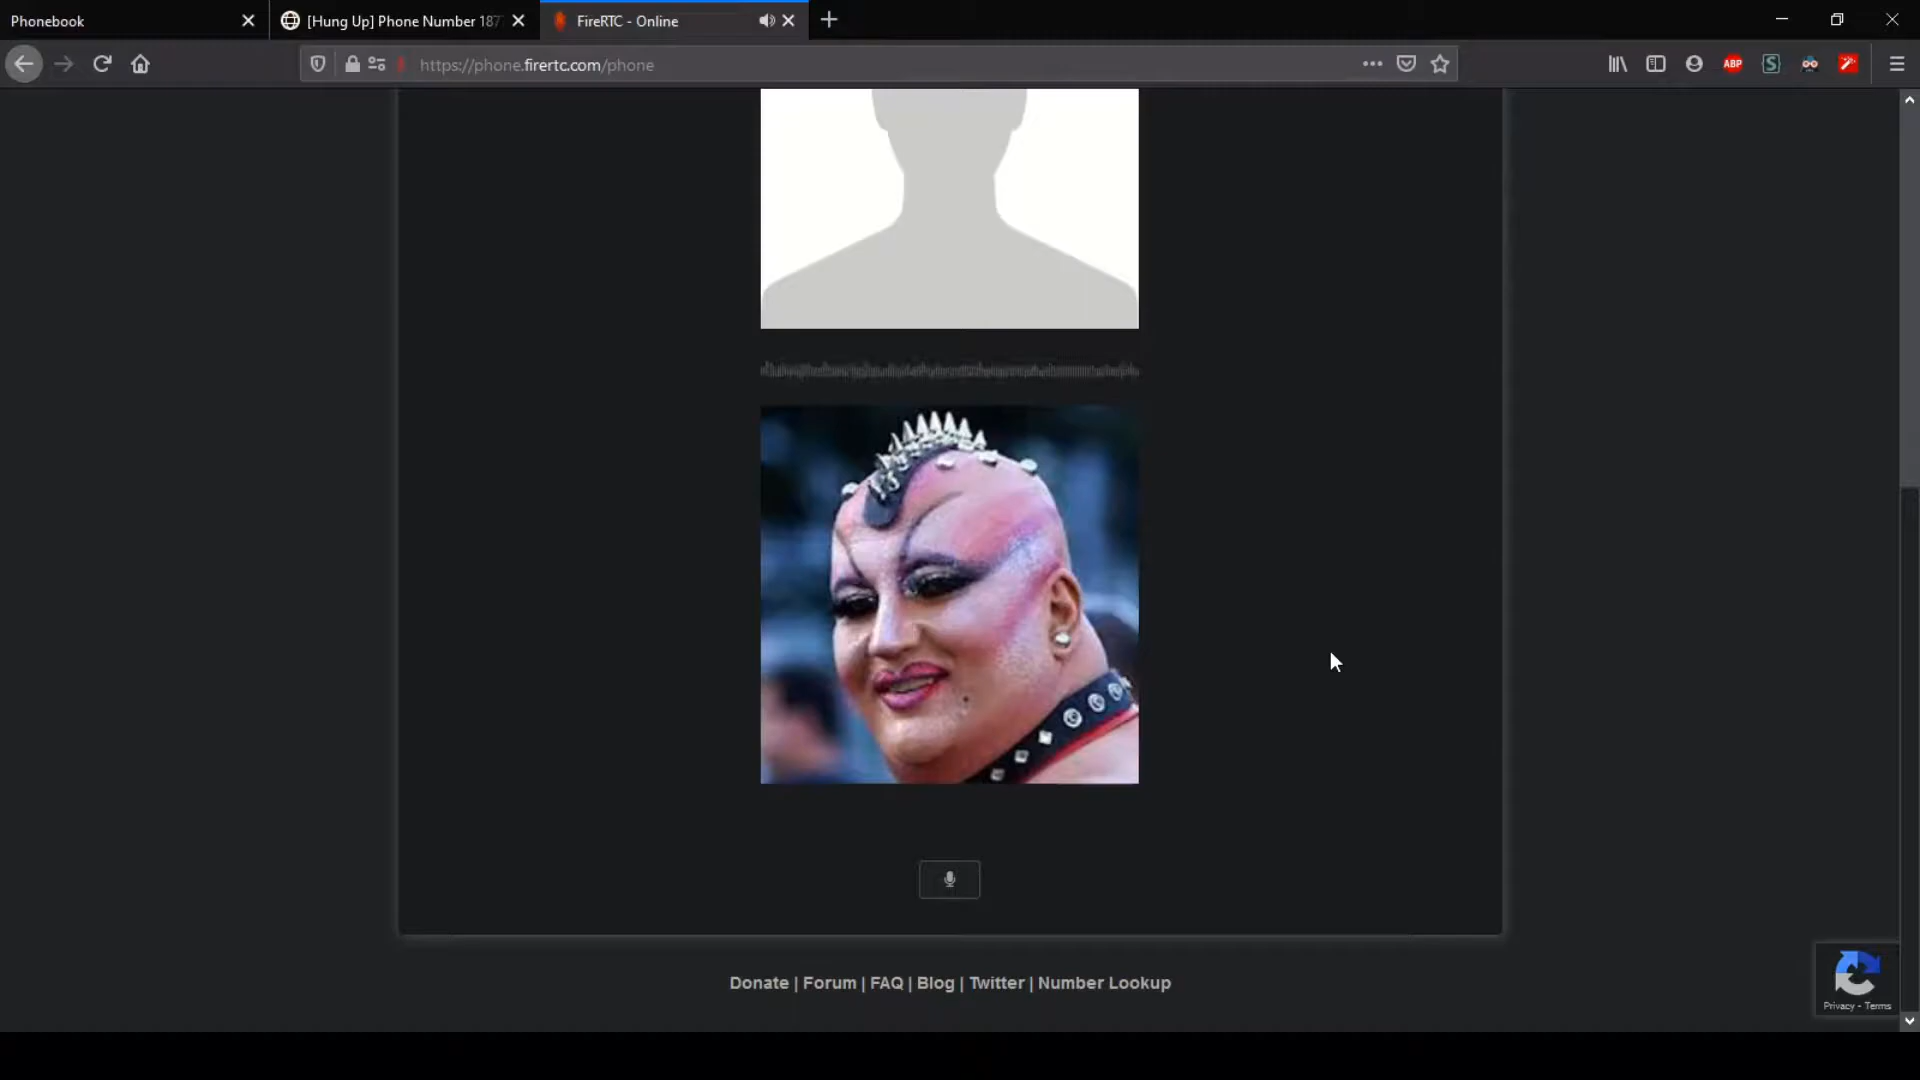 Phonebook
[Hung Up] Phone Number 187
FireRTC - Online
https://phone.firertc.com/phone
ABP
S
Donate | Forum | FAQ | Blog | Twitter | Number Lookup
Privacy - Terms